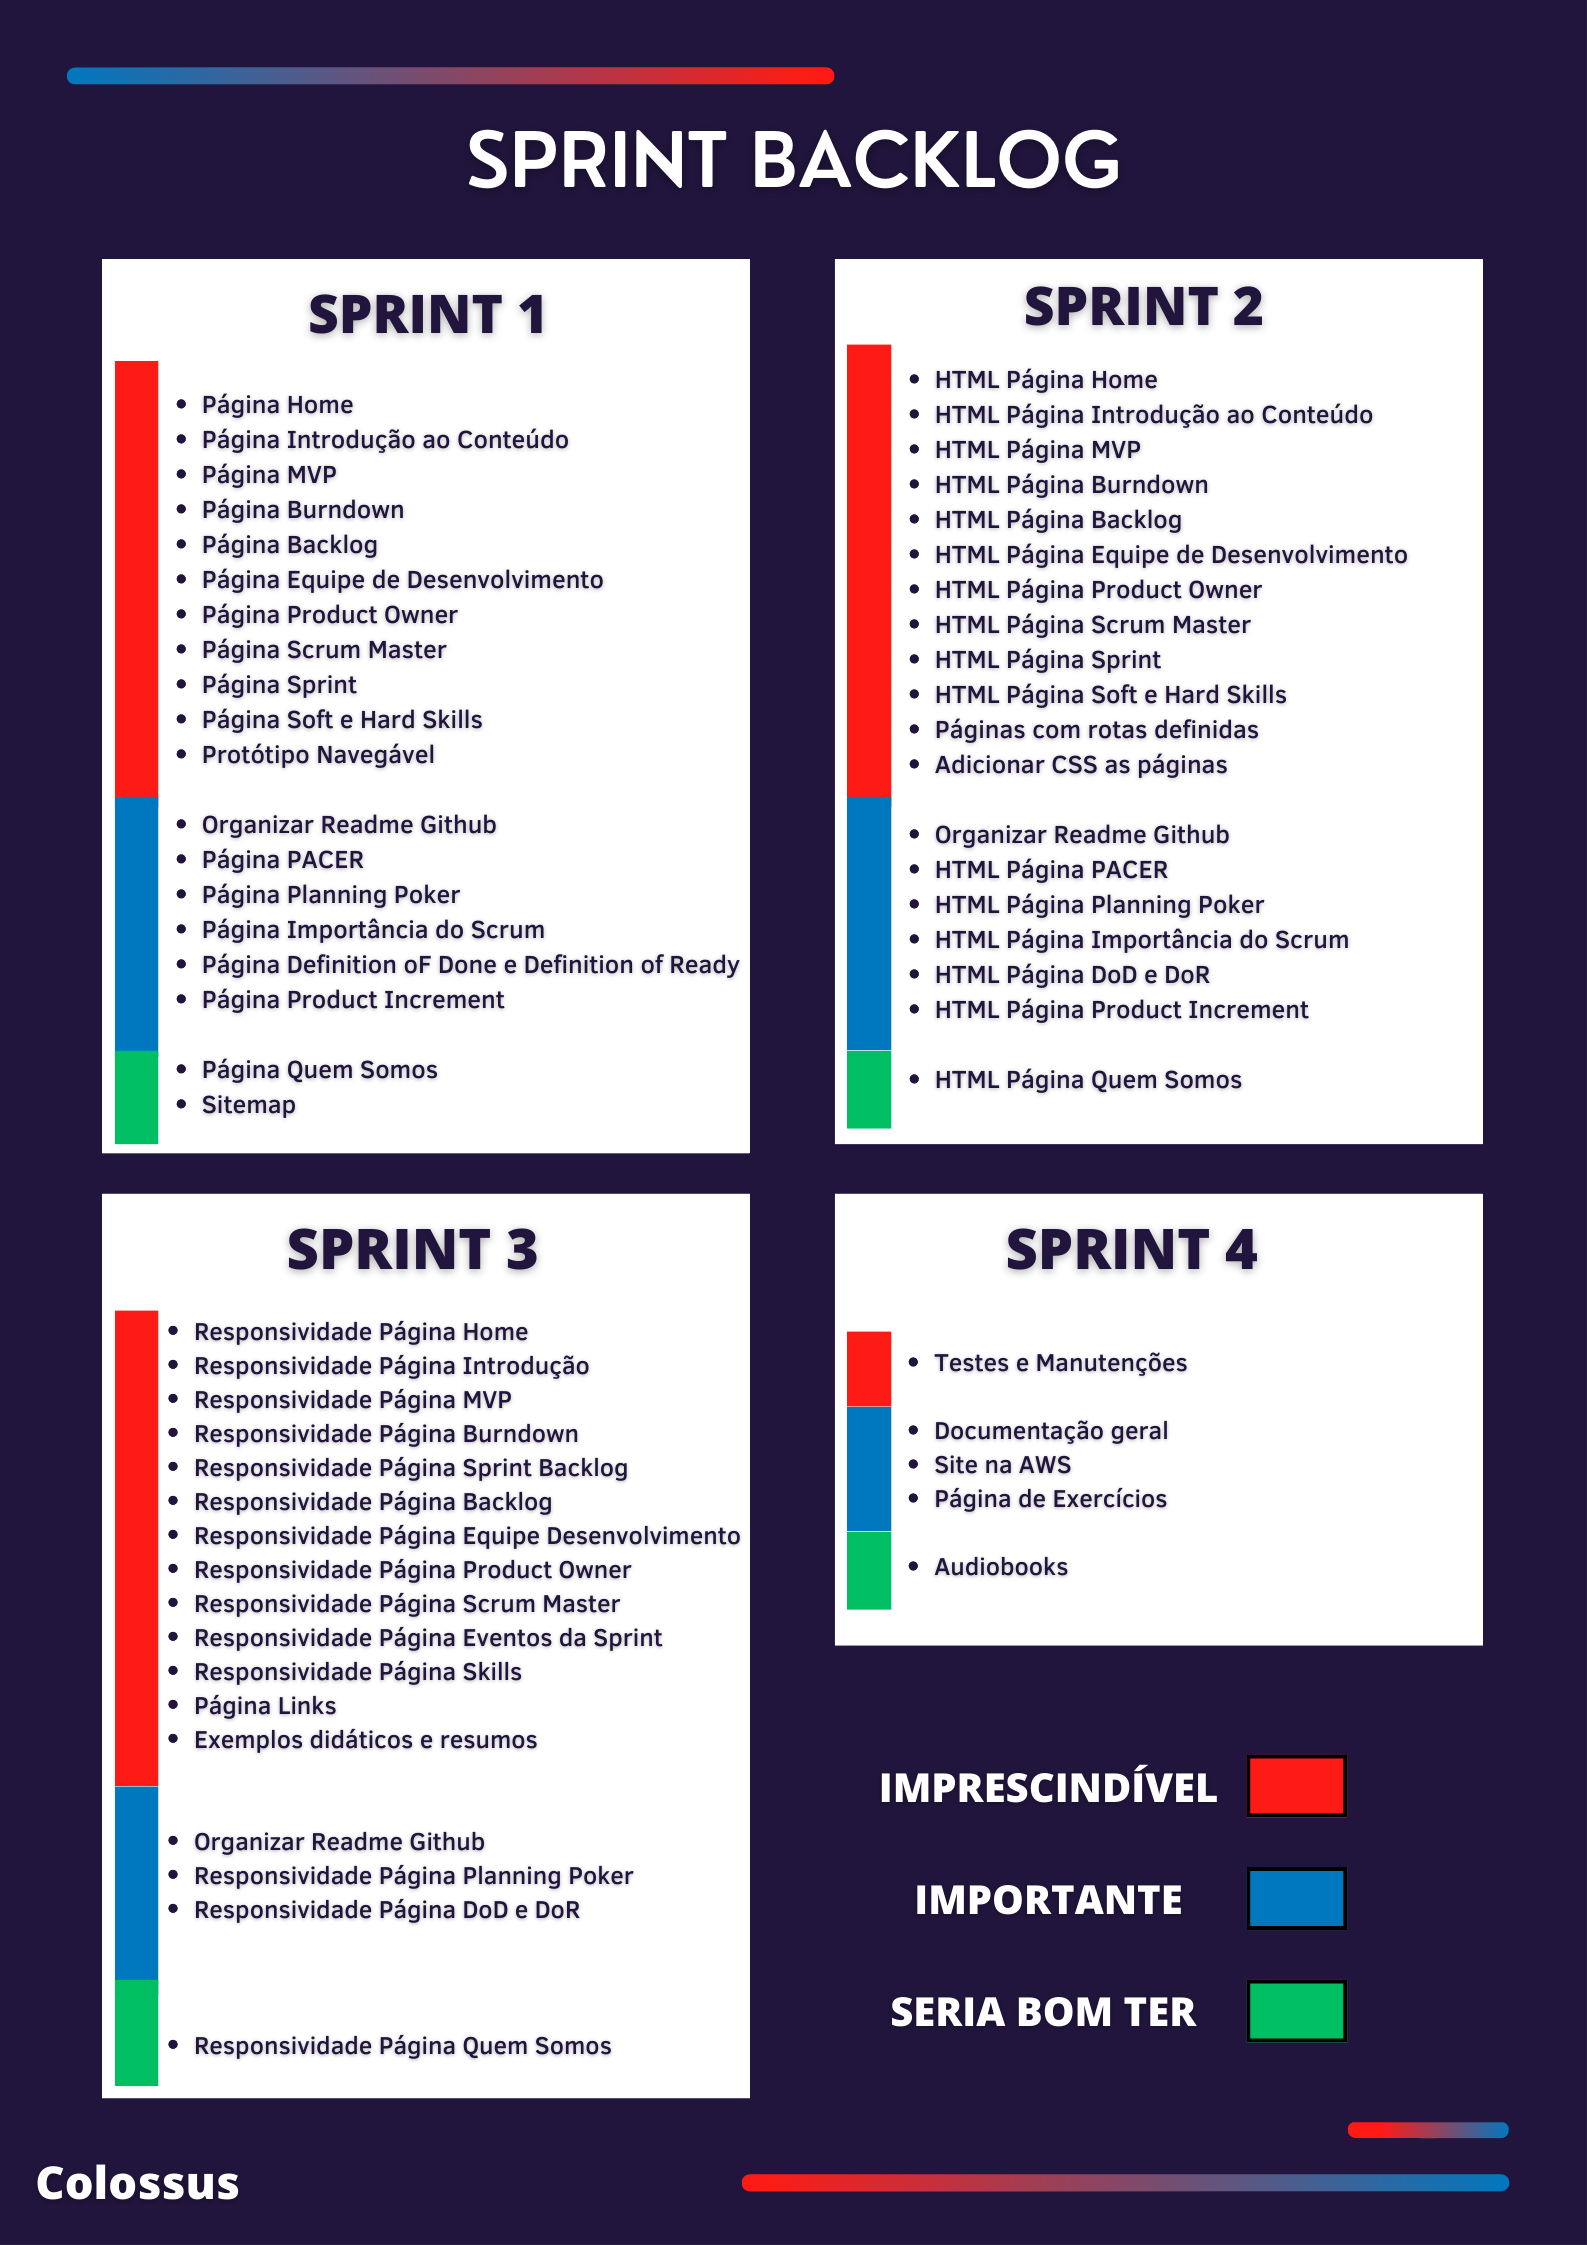 SPRINT BACKLOG
SPRINT 1
Página Home
Página Introdução ao Conteúdo
Página MVP
Página Burndown
Página Backlog
Página Equipe de Desenvolvimento
Página Product Owner
Página Scrum Master
Página Sprint
Página Soft e Hard Skills
Protótipo Navegável
Organizar Readme Github
Página PACER
Página Planning Poker
Página Importância do Scrum
Página Definition oF Done e Definition of Ready
Página Product Increment
Página Quem Somos
Sitemap
SPRINT 2
HTML Página Home
HTML Página Introdução ao Conteúdo
HTML Página MVP
HTML Página Burndown
HTML Página Backlog
HTML Página Equipe de Desenvolvimento
HTML Página Product Owner
HTML Página Scrum Master
HTML Página Sprint
HTML Página Soft e Hard Skills
Páginas com rotas definidas
Adicionar CSS as páginas
Organizar Readme Github
HTML Página PACER
HTML Página Planning Poker
HTML Página Importância do Scrum
HTML Página DoD e DoR
HTML Página Product Increment
HTML Página Quem Somos
SPRINT 3
Responsividade Página Home
Responsividade Página Introdução
Responsividade Página MVP
Responsividade Página Burndown
Responsividade Página Sprint Backlog
Responsividade Página Backlog
Responsividade Página Equipe Desenvolvimento
Responsividade Página Product Owner
Responsividade Página Scrum Master
Responsividade Página Eventos da Sprint
Responsividade Página Skills
Página Links
Exemplos didáticos e resumos
Organizar Readme Github
Responsividade Página Planning Poker
Responsividade Página DoD e DoR
Responsividade Página Quem Somos
SPRINT 4
Testes e Manutenções
Documentação geral
Site na AWS
Página de Exercícios
Audiobooks
IMPRESCINDÍVEL
IMPORTANTE
SERIA BOM TER
Colossus